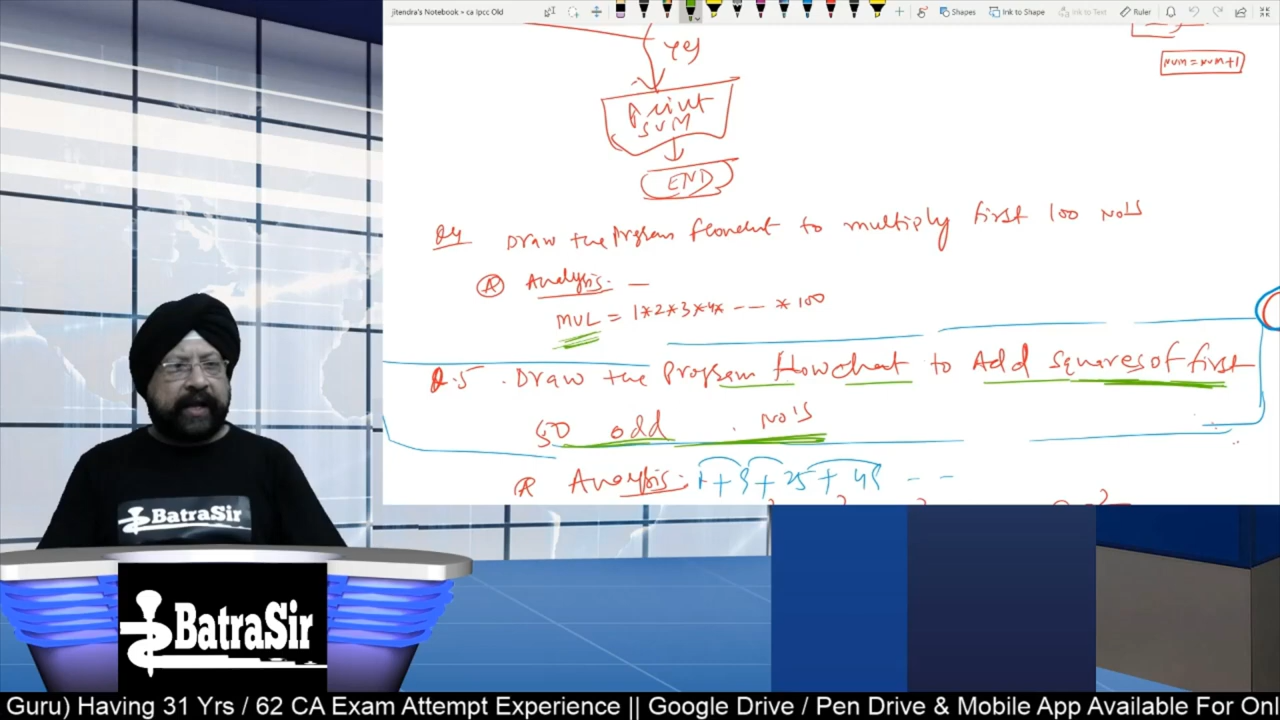 jitendra's Notebook » ca Ipcc Old
Shapes
Ink to Shape
Ink to Text
Ruler
yes
NUM = NUM+1
print
SUM
END
Q4 Draw the Program flowchart to multiply first 100 No's
A Analysis. —
MUL = 1*2*3*4* - - - * 100
Q.5. Draw the Program flowchart to Add squares of first
50 odd No's
A Analysis. 1+9+25+49 - -
BatraSir
BatraSir
Guru) Having 31 Yrs / 62 CA Exam Attempt Experience || Google Drive / Pen Drive & Mobile App Available For Onl